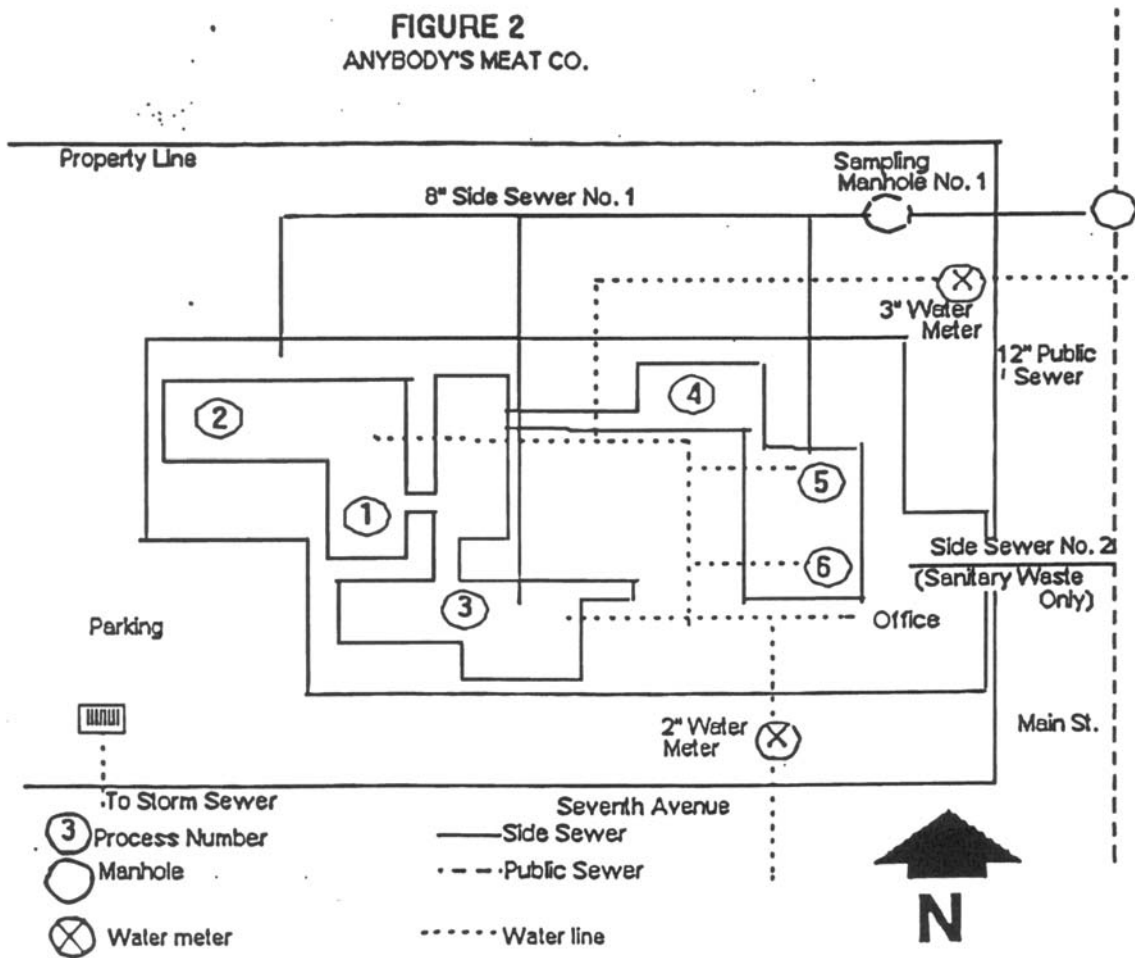 FIGURE 2
ANYBODY'S MEAT CO.
Property Line
Sampling
Manhole No. 1
8" Side Sewer No. 1
3" Water
Meter
12" Public
Sewer
2
4
1
5
6
3
Side Sewer No. 2
(Sanitary Waste
Only)
Office
Parking
2" Water
Meter
Main St.
To Storm Sewer
Seventh Avenue
3 Process Number
Side Sewer
Manhole
Public Sewer
Water meter
Water line
N